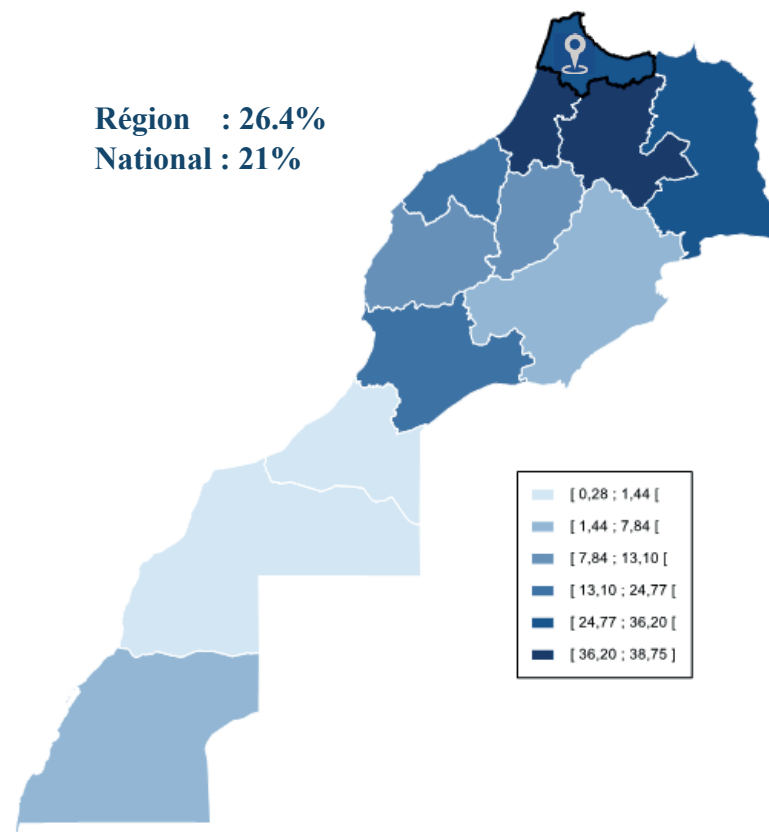 Région : 26.4%
National : 21%
[ 0,28 ; 1,44 [
[ 1,44 ; 7,84 [
[ 7,84 ; 13,10 [
[ 13,10 ; 24,77 [
[ 24,77 ; 36,20 [
[ 36,20 ; 38,75 ]